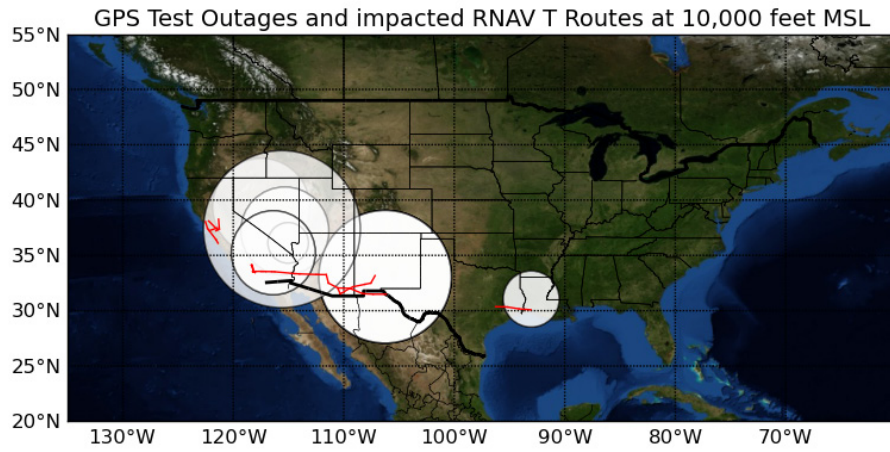 GPS Test Outages and impacted RNAV T Routes at 10,000 feet MSL
55°N
50°N
45°N
40°N
35°N
30°N
25°N
20°N
130°W 120°W 110°W 100°W 90°W 80°W 70°W